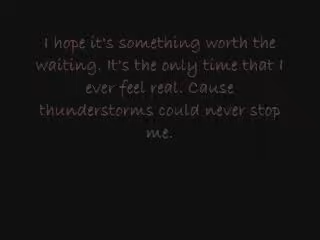 I hope it's something worth the
waiting. It's the only time that I
ever feel real. Cause
thunderstorms could never stop
me.